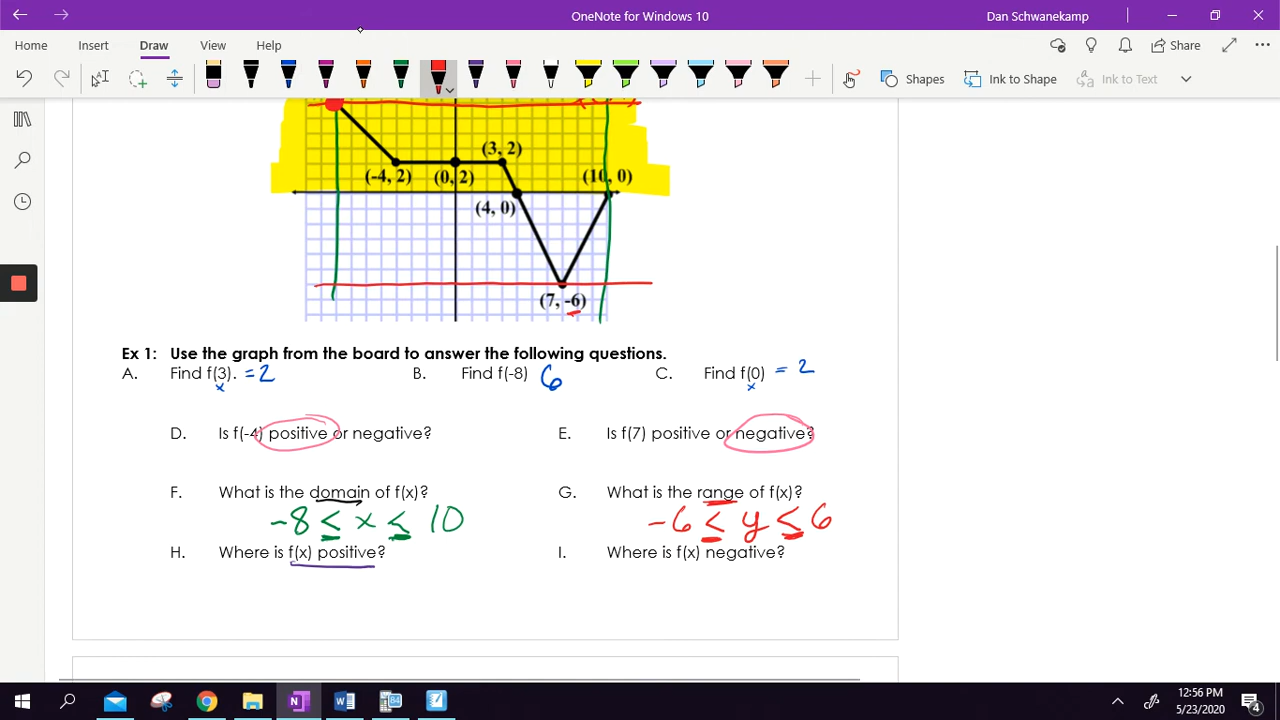 OneNote for Windows 10
Dan Schwanekamp
Home Insert Draw View Help
Share
Shapes Ink to Shape Ink to Text
(3, 2)
(-4, 2) (0, 2) (10, 0)
(4, 0)
(7, -6)
Ex 1: Use the graph from the board to answer the following questions.
A. Find f(3). = 2 B. Find f(-8) 6 C. Find f(0) = 2
x x
D. Is f(-4) positive or negative? E. Is f(7) positive or negative?
F. What is the domain of f(x)? G. What is the range of f(x)?
-8 ≤ x ≤ 10 -6 ≤ y ≤ 6
H. Where is f(x) positive? I. Where is f(x) negative?
12:56 PM
5/23/2020
4